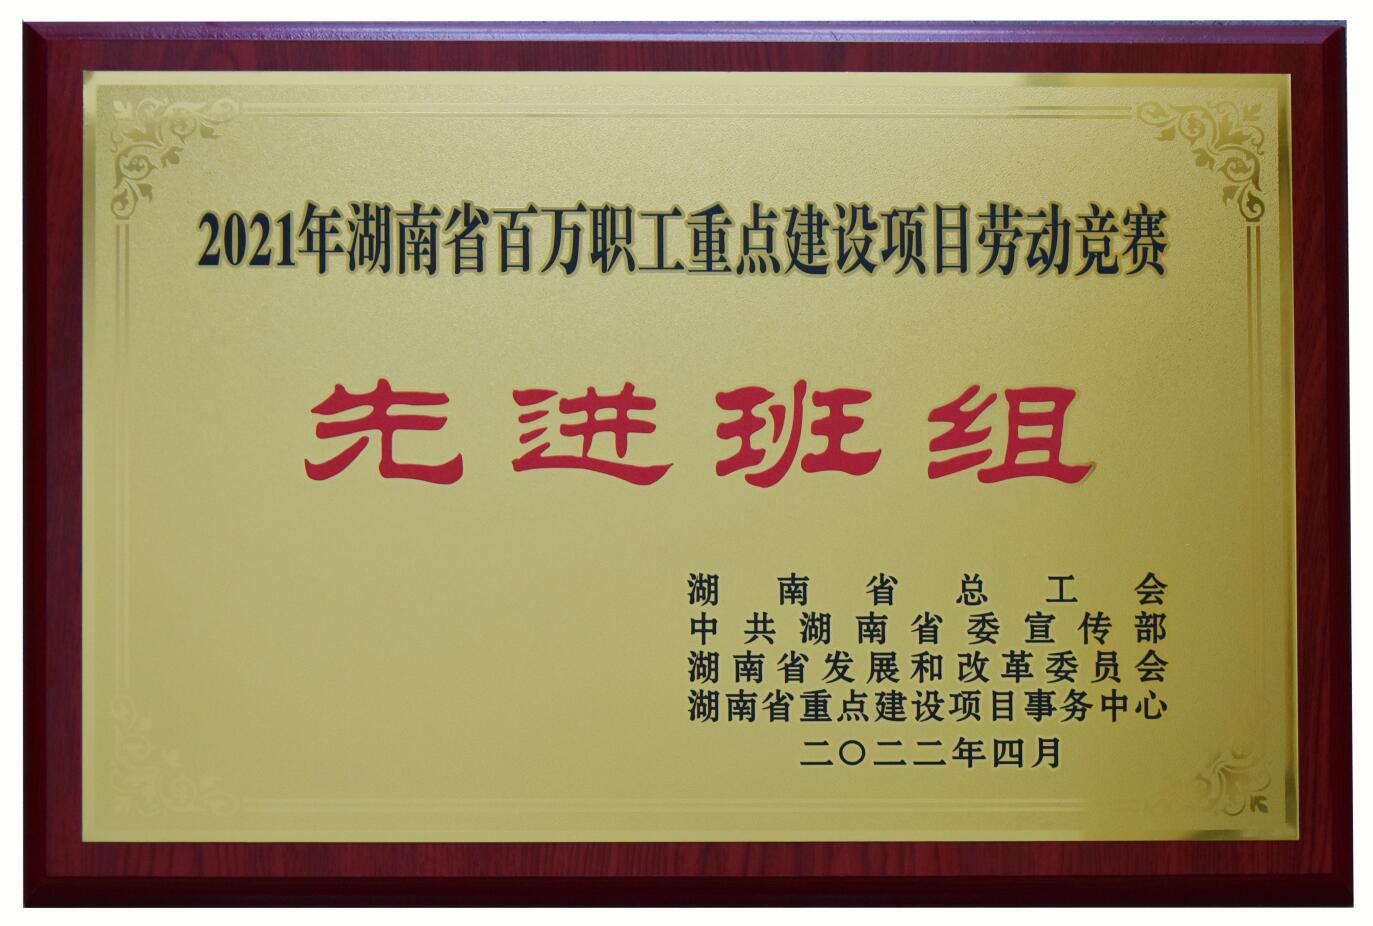 2021年湖南省百万职工重点建设项目劳动竞赛
先进班组
湖南省总工会
中共湖南省委宣传部
湖南省发展和改革委员会
湖南省重点建设项目事务中心
二〇二二年四月